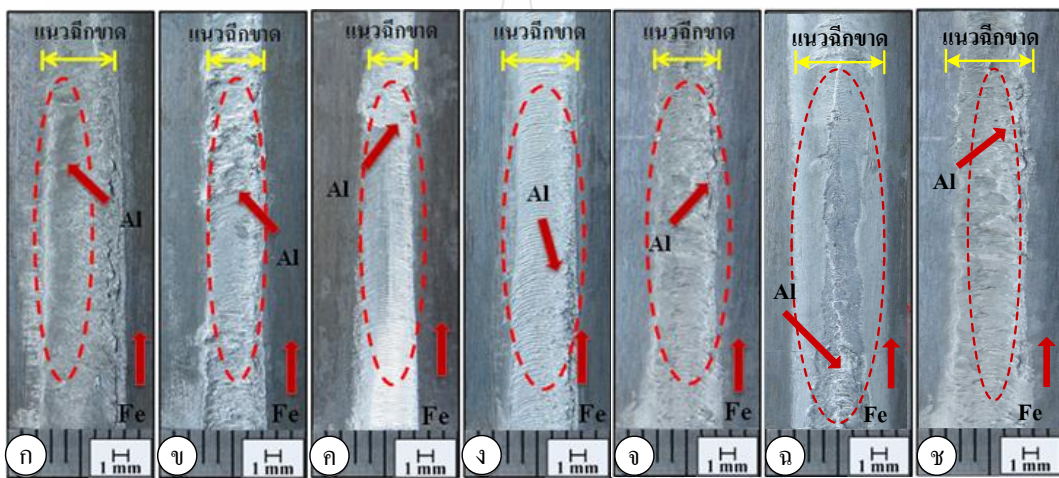 แนวฉีกขาด
Al
Fe
ก
1 mm
แนวฉีกขาด
Al
Fe
ข
1 mm
แนวฉีกขาด
Al
Fe
ค
1 mm
แนวฉีกขาด
Al
Fe
ง
1 mm
แนวฉีกขาด
Al
Fe
จ
1 mm
แนวฉีกขาด
Al
Fe
ฉ
1 mm
แนวฉีกขาด
Al
Fe
ช
1 mm